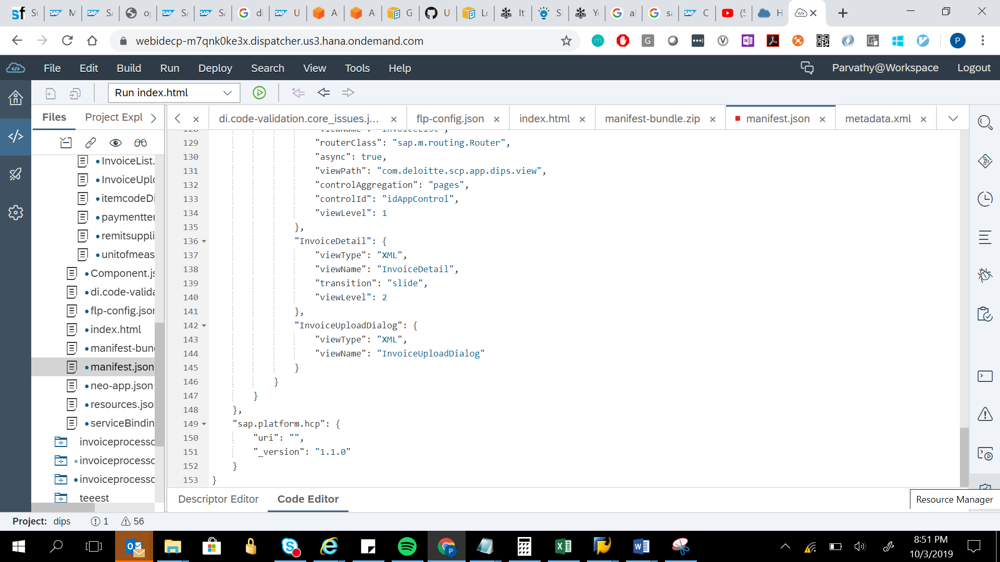 webidecp-m7qnk0ke3x.dispatcher.us3.hana.ondemand.com
File Edit Build Run Deploy Search View Tools Help
Parvathy@Workspace Logout
Run index.html
Files Project Expl
di.code-validation.core_issues.j... flp-config.json index.html manifest-bundle.zip manifest.json metadata.xml
InvoiceList.
InvoiceUplo
itemcodeDi
paymentter
remitsuppli
unitofmeas
Component.js
di.code-valida
flp-config.json
index.html
manifest-bun
manifest.json
neo-app.json
resources.jso
serviceBindin
invoiceprocesso
* invoiceprocesso
invoiceprocesso
teeest
129 "routerClass": "sap.m.routing.Router",
130 "async": true,
131 "viewPath": "com.deloitte.scp.app.dips.view",
132 "controlAggregation": "pages",
133 "controlId": "idAppControl",
134 "viewLevel": 1
135 },
136 "InvoiceDetail": {
137 "viewType": "XML",
138 "viewName": "InvoiceDetail",
139 "transition": "slide",
140 "viewLevel": 2
141 },
142 "InvoiceUploadDialog": {
143 "viewType": "XML",
144 "viewName": "InvoiceUploadDialog"
145 }
146 }
147 }
148 },
149 "sap.platform.hcp": {
150 "uri": "",
151 "_version": "1.1.0"
152 }
153 }
Descriptor Editor Code Editor
Resource Manager
Project: dips 1 56
8:51 PM
10/3/2019